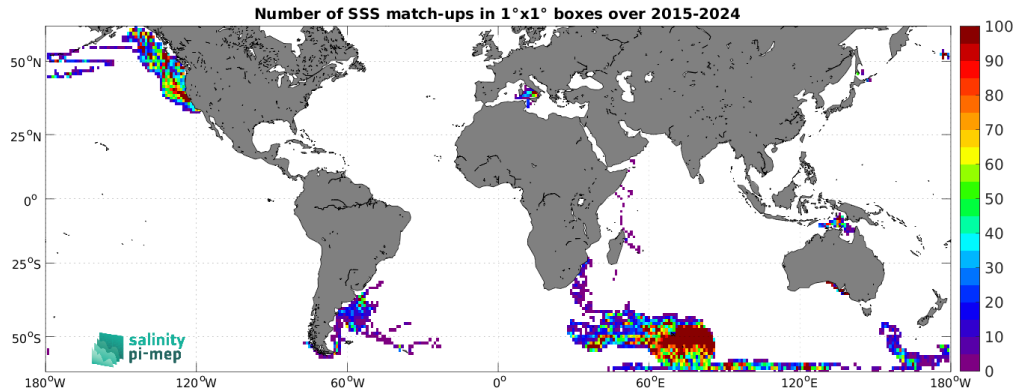 Number of SSS match-ups in 1°x1° boxes over 2015-2024
50°N
25°N
0°
25°S
50°S
180°W
120°W
60°W
0°
60°E
120°E
180°W
100
90
80
70
60
50
40
30
20
10
0
salinity
pi-mep